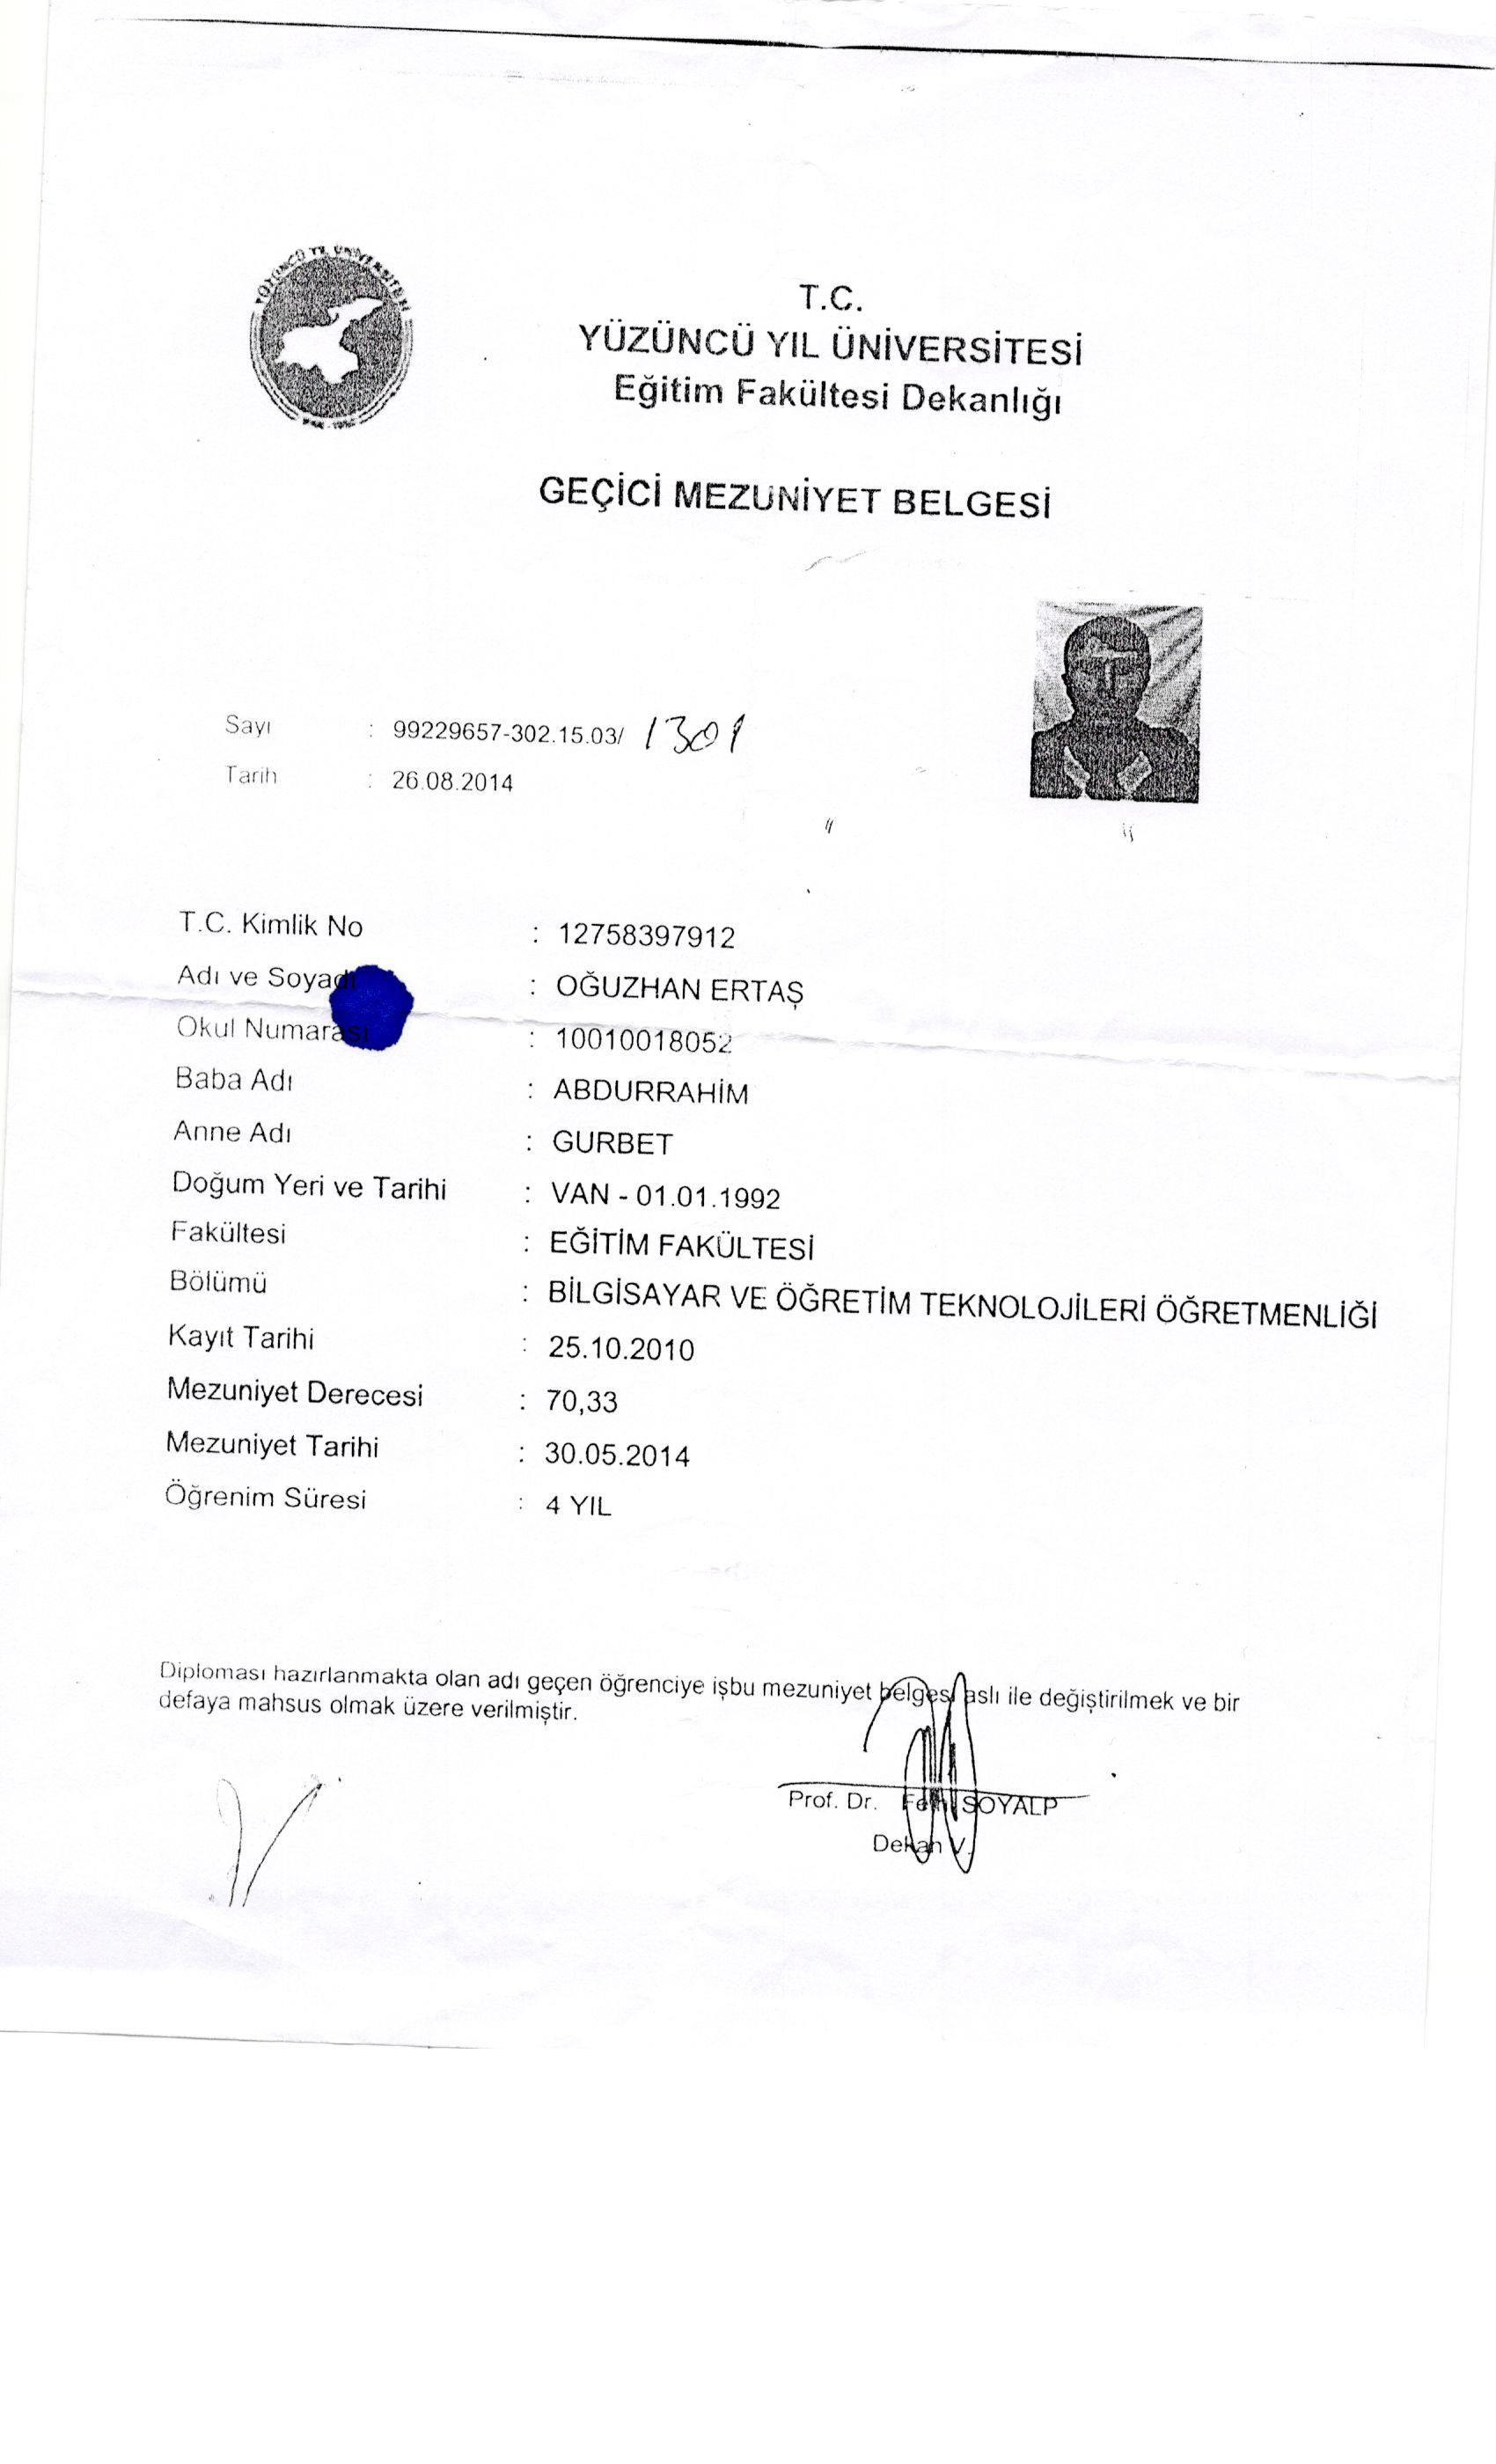 YÜZÜNCÜ YIL ÜNİVERSİTESİ
T.C.
YÜZÜNCÜ YIL ÜNİVERSİTESİ
Eğitim Fakültesi Dekanlığı
GEÇİCİ MEZUNİYET BELGESİ
Sayı : 99229657-302.15.03/ 1301
Tarih : 26.08.2014
T.C. Kimlik No : 12758397912
Adı ve Soyadı : OĞUZHAN ERTAŞ
Okul Numarası : 10010018052
Baba Adı : ABDURRAHİM
Anne Adı : GURBET
Doğum Yeri ve Tarihi : VAN - 01.01.1992
Fakültesi : EĞİTİM FAKÜLTESİ
Bölümü : BİLGİSAYAR VE ÖĞRETİM TEKNOLOJİLERİ ÖĞRETMENLİĞİ
Kayıt Tarihi : 25.10.2010
Mezuniyet Derecesi : 70,33
Mezuniyet Tarihi : 30.05.2014
Öğrenim Süresi : 4 YIL
Diploması hazırlanmakta olan adı geçen öğrenciye işbu mezuniyet belgesi aslı ile değiştirilmek ve bir
defaya mahsus olmak üzere verilmiştir.
Prof. Dr. SOYALP
Dekan V.